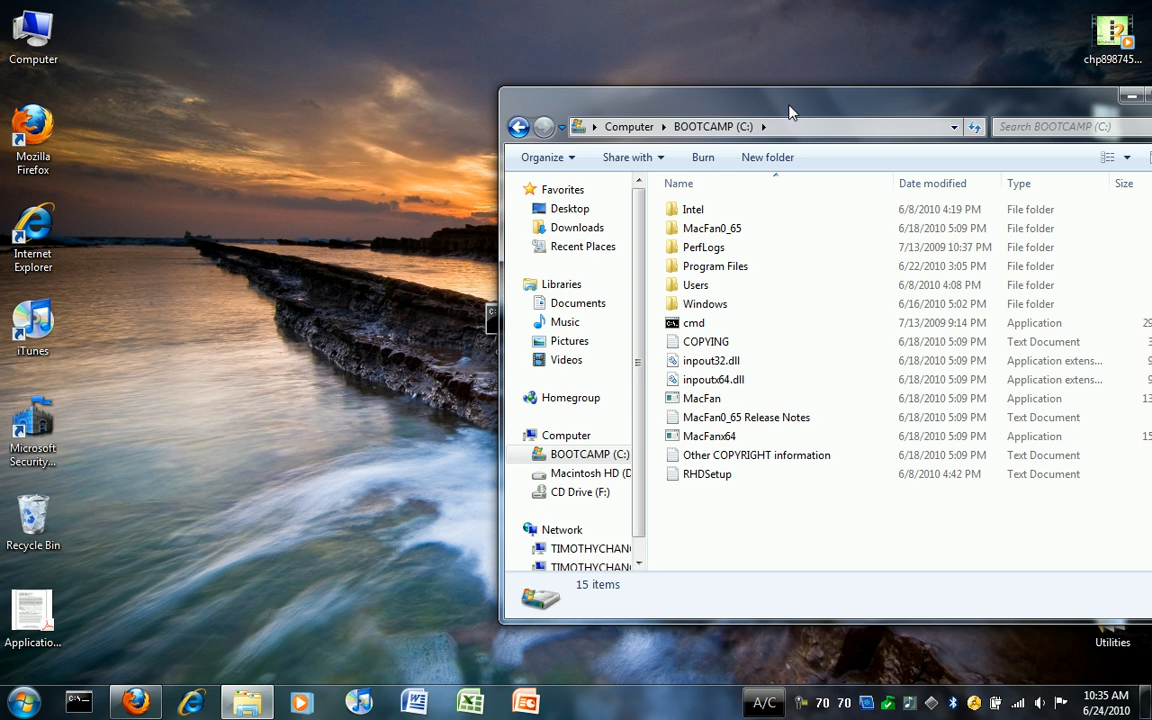 Computer
chp898745...
Mozilla
Firefox
Internet
Explorer
iTunes
Microsoft
Security...
Recycle Bin
Applicatio...
Computer
BOOTCAMP (C:)
Search BOOTCAMP (C:)
Organize
Share with
Burn
New folder
Favorites
Desktop
Downloads
Recent Places
Libraries
Documents
Music
Pictures
Videos
Homegroup
Computer
BOOTCAMP (C:)
Macintosh HD (D
CD Drive (F:)
Network
TIMOTHYCHAN
TIMOTHYCHAN
Name Date modified Type Size
Intel 6/8/2010 4:19 PM File folder
MacFan0_65 6/18/2010 5:09 PM File folder
PerfLogs 7/13/2009 10:37 PM File folder
Program Files 6/22/2010 3:05 PM File folder
Users 6/8/2010 4:08 PM File folder
Windows 6/16/2010 5:02 PM File folder
cmd 7/13/2009 9:14 PM Application 29
COPYING 6/18/2010 5:09 PM Text Document 3
inpout32.dll 6/18/2010 5:09 PM Application extens... 9
inpoutx64.dll 6/18/2010 5:09 PM Application extens... 9
MacFan 6/18/2010 5:09 PM Application 13
MacFan0_65 Release Notes 6/18/2010 5:09 PM Text Document
MacFanx64 6/18/2010 5:09 PM Application 15
Other COPYRIGHT information 6/18/2010 5:09 PM Text Document
RHDSetup 6/8/2010 4:42 PM Text Document
15 items
Utilities
A/C
70 70
10:35 AM
6/24/2010